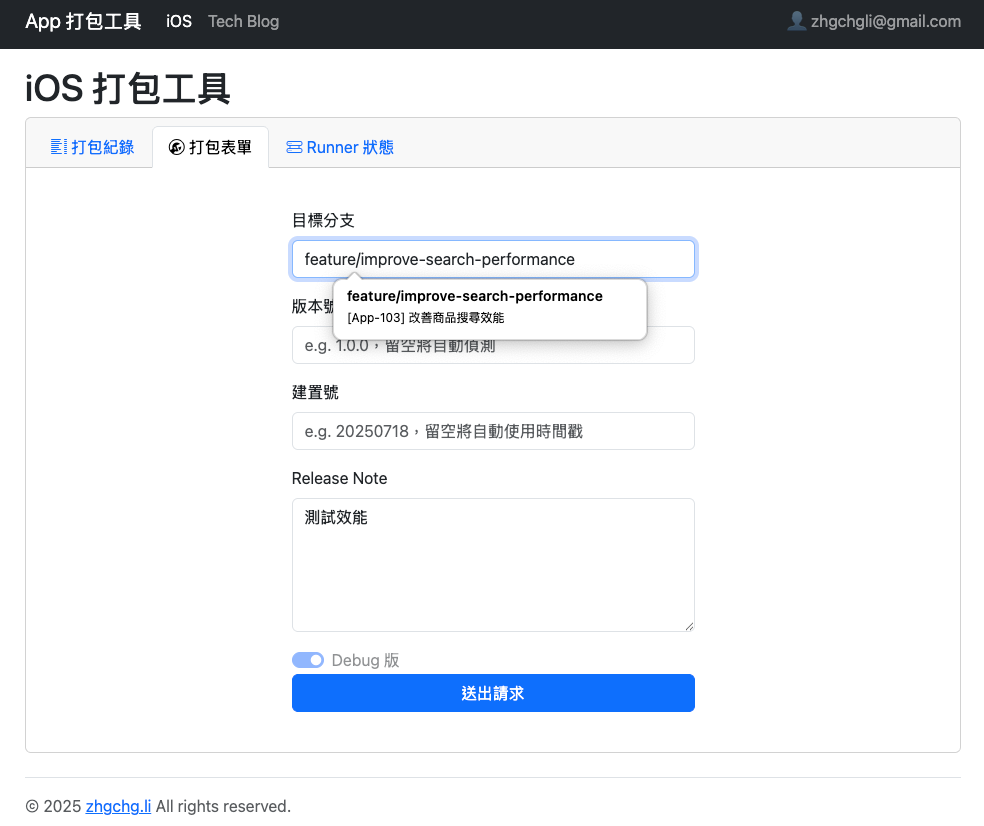 App 打包工具 iOS Tech Blog 👤 zhgchgli@gmail.com
iOS 打包工具
打包紀錄 打包表單 Runner 狀態
目標分支
feature/improve-search-performance
feature/improve-search-performance
[App-103] 改善商品搜尋效能
版本號
e.g. 1.0.0，留空將自動偵測
建置號
e.g. 20250718，留空將自動使用時間戳
Release Note
測試效能
Debug 版
送出請求
© 2025 zhgchg.li All rights reserved.